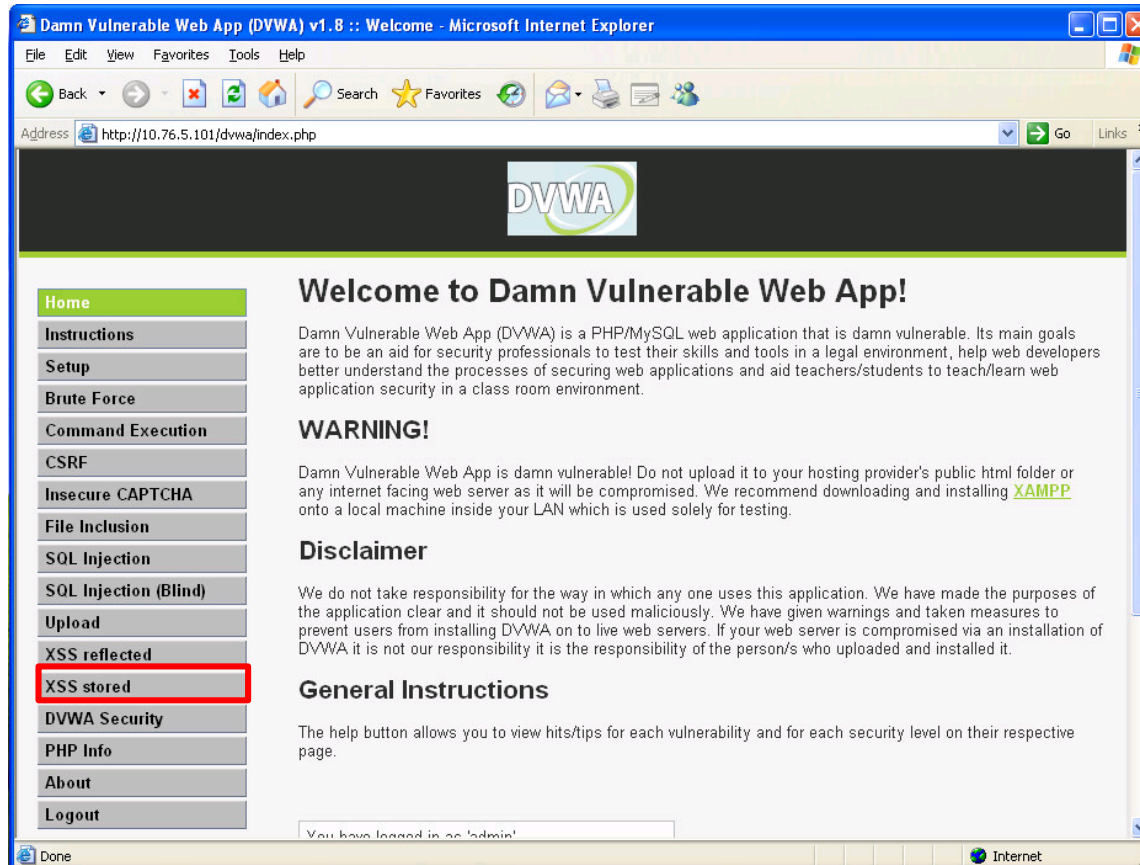 Damn Vulnerable Web App (DVWA) v1.8 :: Welcome - Microsoft Internet Explorer
File Edit View Favorites Tools Help
Back Search Favorites
Address http://10.76.5.101/dvwa/index.php Go Links
DVWA
Home
Instructions
Setup
Brute Force
Command Execution
CSRF
Insecure CAPTCHA
File Inclusion
SQL Injection
SQL Injection (Blind)
Upload
XSS reflected
XSS stored
DVWA Security
PHP Info
About
Logout
Welcome to Damn Vulnerable Web App!
Damn Vulnerable Web App (DVWA) is a PHP/MySQL web application that is damn vulnerable. Its main goals
are to be an aid for security professionals to test their skills and tools in a legal environment, help web developers
better understand the processes of securing web applications and aid teachers/students to teach/learn web
application security in a class room environment.
WARNING!
Damn Vulnerable Web App is damn vulnerable! Do not upload it to your hosting provider's public html folder or
any internet facing web server as it will be compromised. We recommend downloading and installing XAMPP
onto a local machine inside your LAN which is used solely for testing.
Disclaimer
We do not take responsibility for the way in which any one uses this application. We have made the purposes of
the application clear and it should not be used maliciously. We have given warnings and taken measures to
prevent users from installing DVWA on to live web servers. If your web server is compromised via an installation of
DVWA it is not our responsibility it is the responsibility of the person/s who uploaded and installed it.
General Instructions
The help button allows you to view hits/tips for each vulnerability and for each security level on their respective
page.
You have logged in as 'admin'
Done Internet